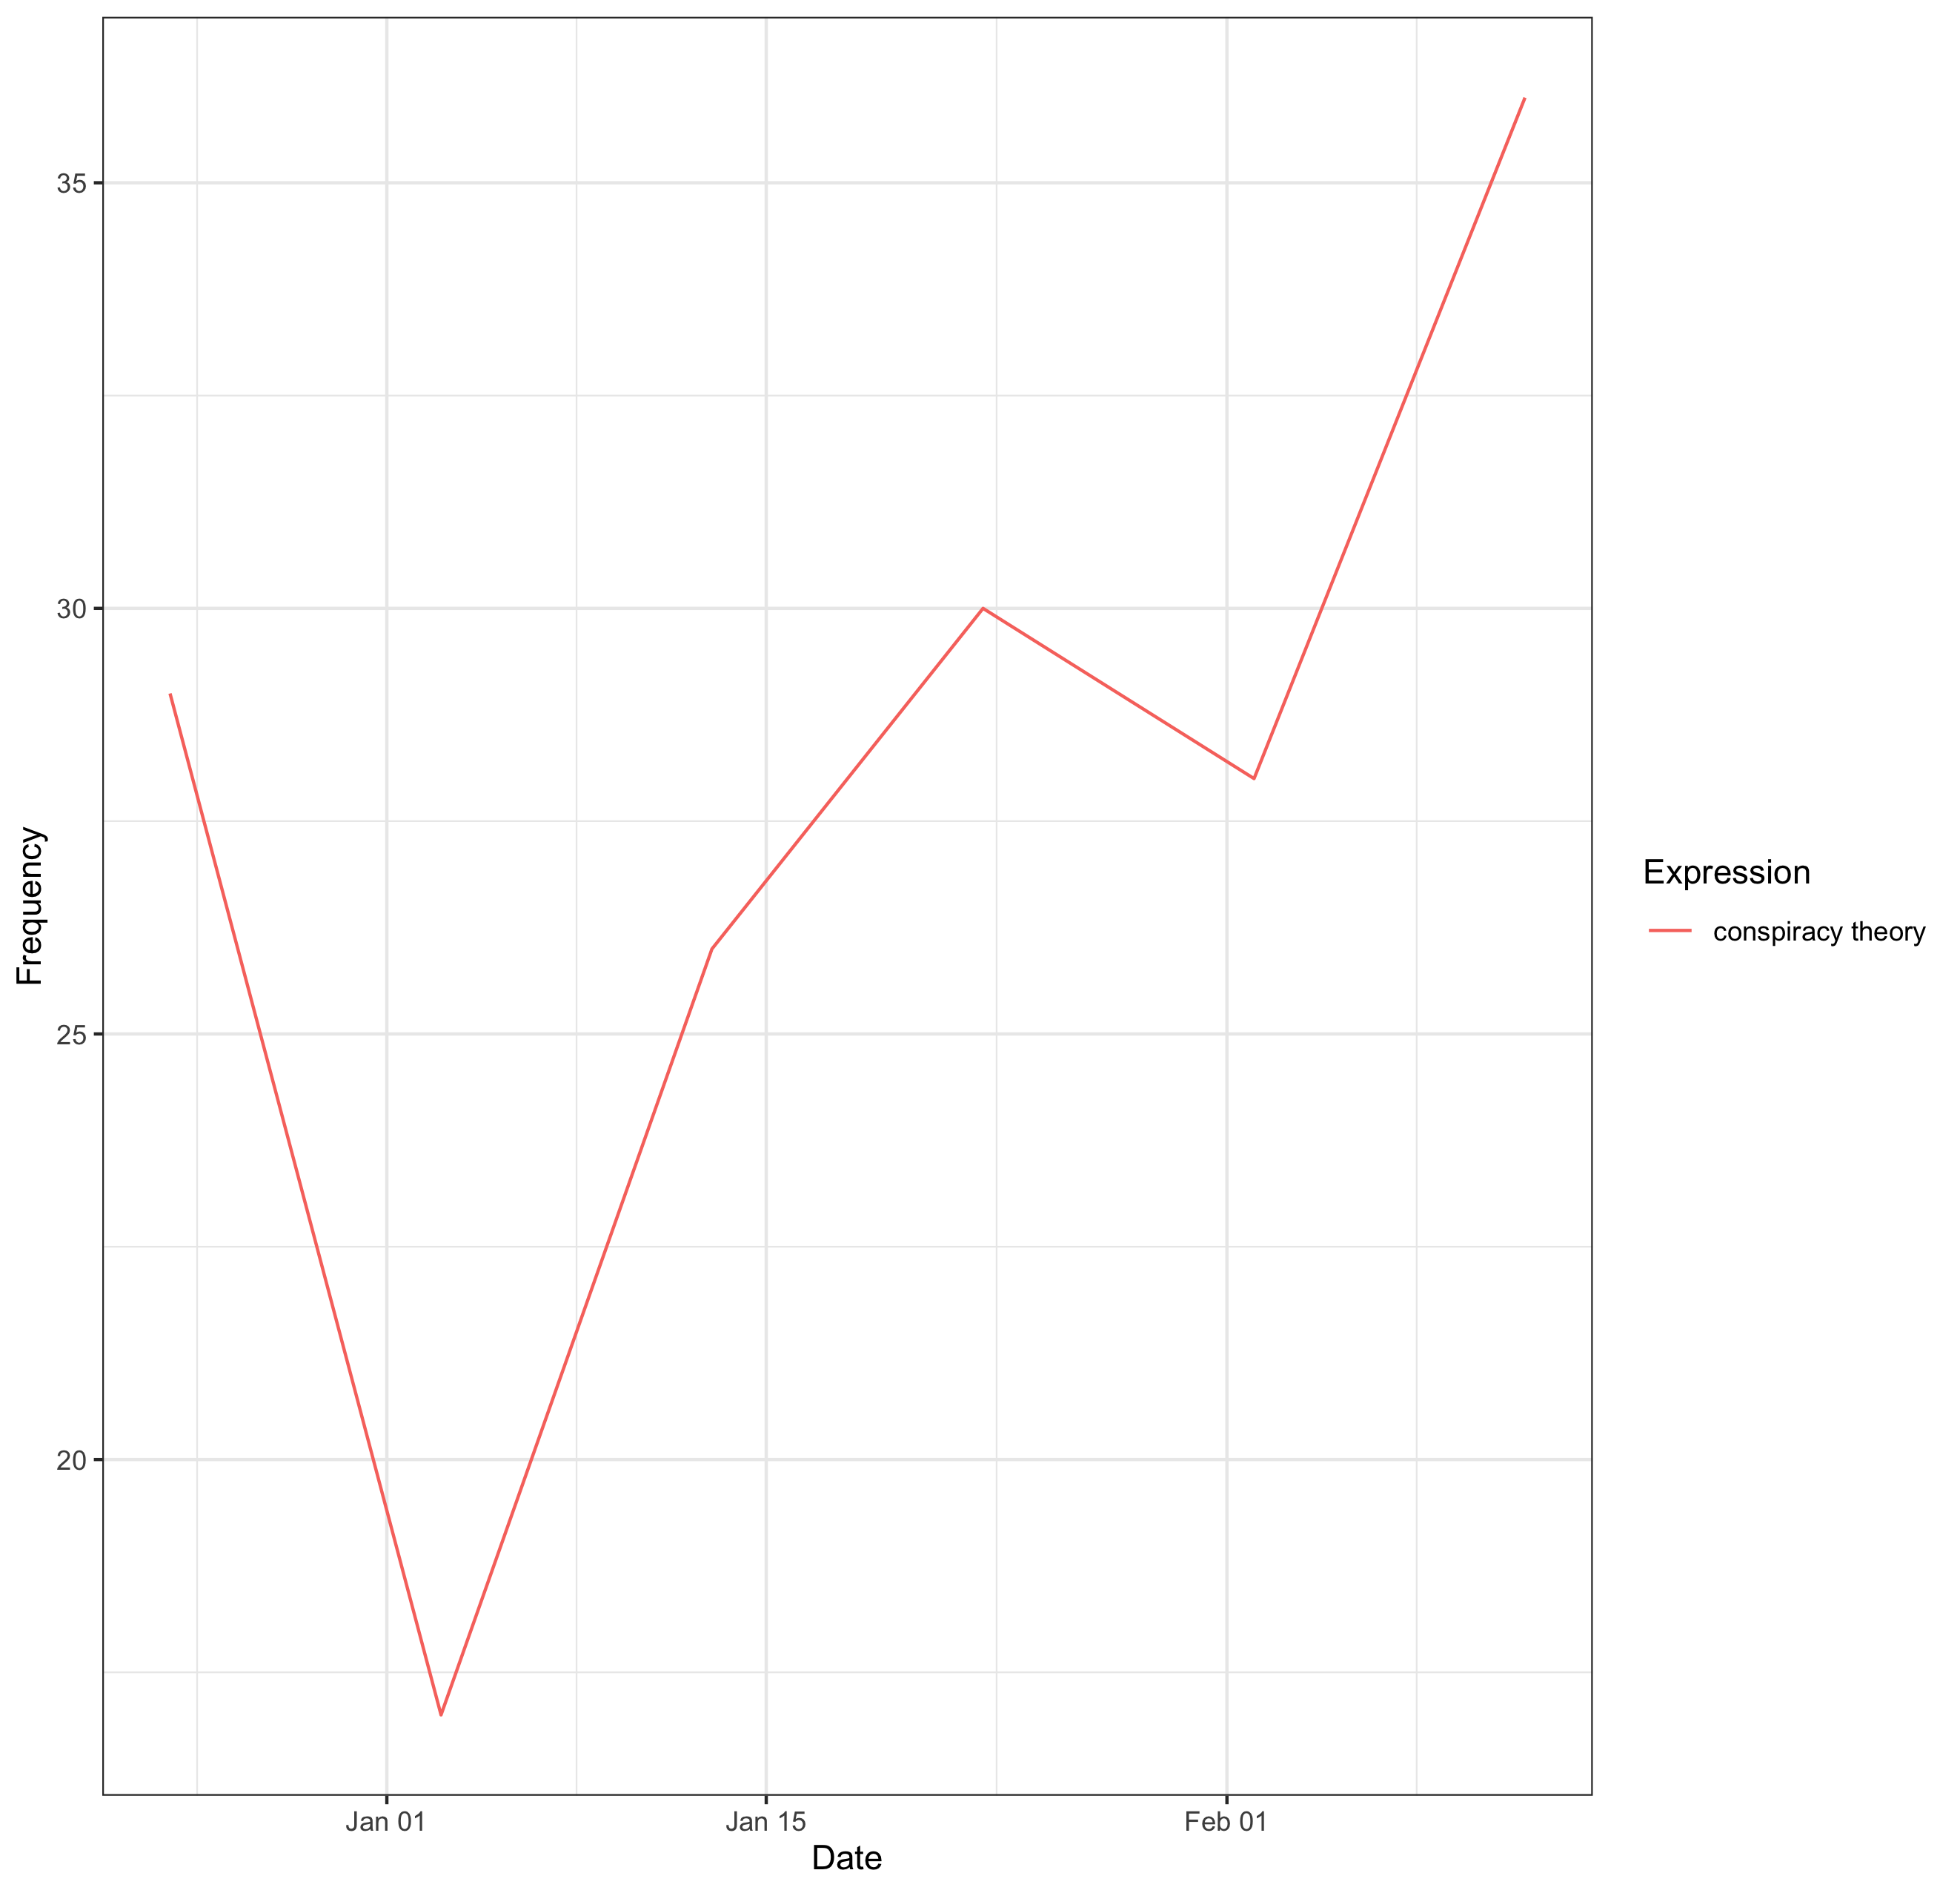 35
30
25
20
Frequency
Jan 01
Jan 15
Feb 01
Date
Expression
conspiracy theory